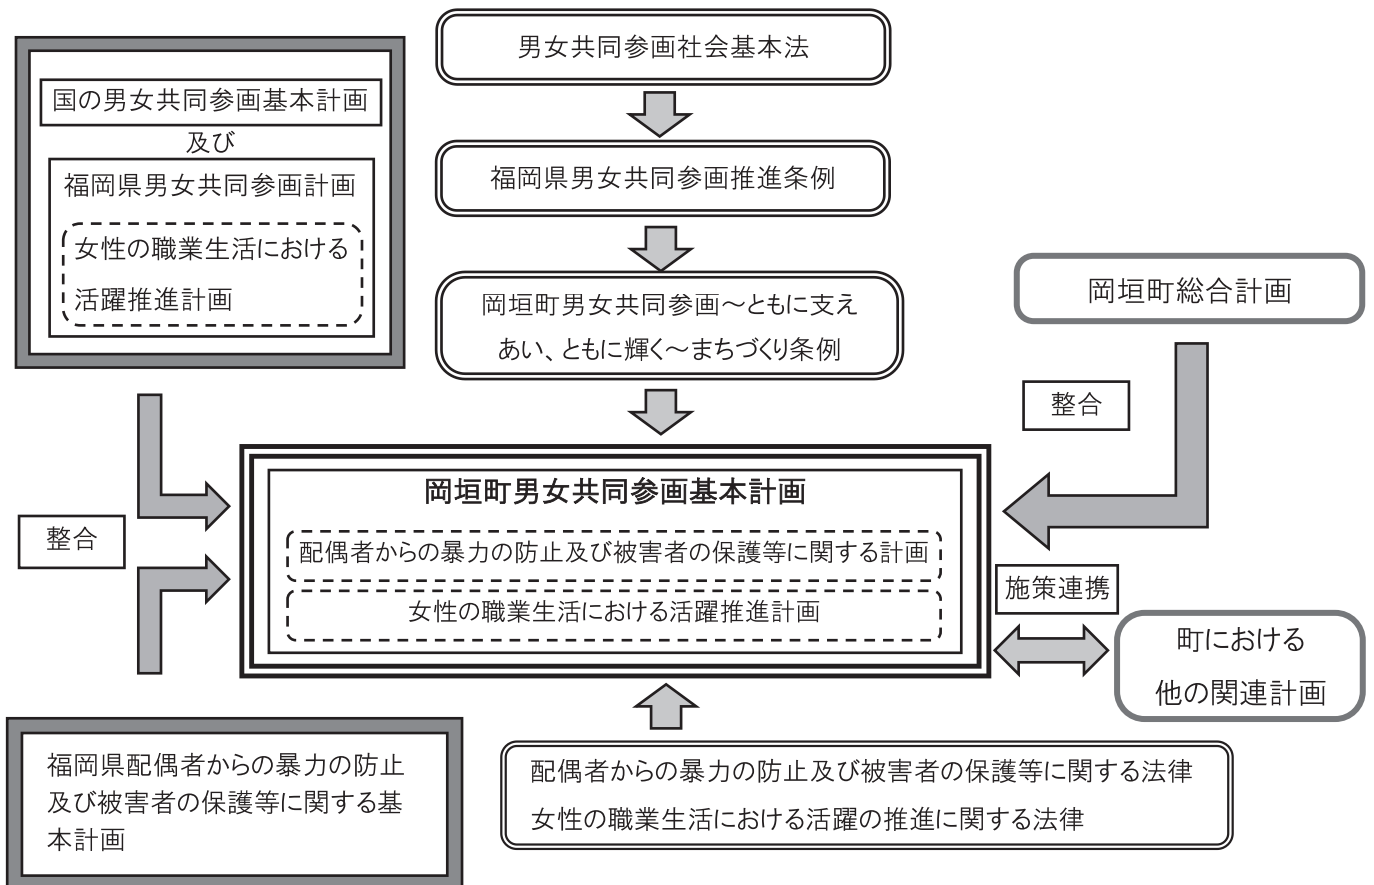 男女共同参画社会基本法
国の男女共同参画基本計画
及び
福岡県男女共同参画計画
女性の職業生活における
活躍推進計画
福岡県男女共同参画推進条例
岡垣町男女共同参画~ともに支え
あい、ともに輝く~まちづくり条例
岡垣町総合計画
整合
整合
岡垣町男女共同参画基本計画
配偶者からの暴力の防止及び被害者の保護等に関する計画
女性の職業生活における活躍推進計画
施策連携
町における
他の関連計画
福岡県配偶者からの暴力の防止
及び被害者の保護等に関する基
本計画
配偶者からの暴力の防止及び被害者の保護等に関する法律
女性の職業生活における活躍の推進に関する法律